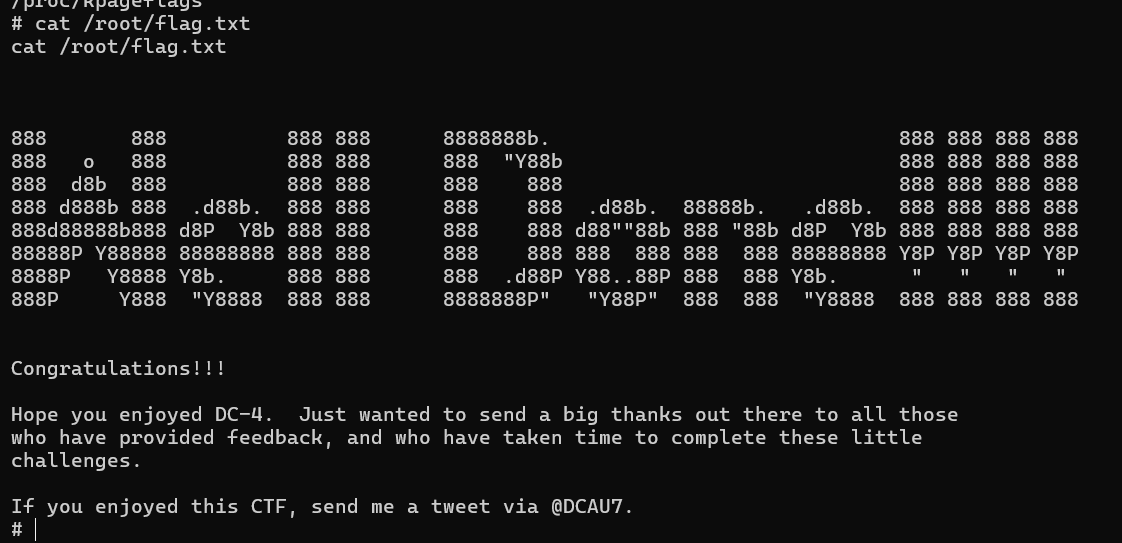 /proc/kpageflags
# cat /root/flag.txt
cat /root/flag.txt
888       888          888 888      8888888b.                             888 888 888 888
888   o   888          888 888      888  "Y88b                            888 888 888 888
888  d8b  888          888 888      888    888                            888 888 888 888
888 d888b 888  .d88b.  888 888      888    888  .d88b.  88888b.   .d88b.  888 888 888 888
888d88888b888 d8P  Y8b 888 888      888    888 d88""88b 888 "88b d8P  Y8b 888 888 888 888
88888P Y88888 88888888 888 888      888    888 888  888 888  888 88888888 Y8P Y8P Y8P Y8P
8888P   Y8888 Y8b.     888 888      888  .d88P Y88..88P 888  888 Y8b.      "   "   "   "
888P     Y888  "Y8888  888 888      8888888P"   "Y88P"  888  888  "Y8888  888 888 888 888
Congratulations!!!
Hope you enjoyed DC-4.  Just wanted to send a big thanks out there to all those
who have provided feedback, and who have taken time to complete these little
challenges.
If you enjoyed this CTF, send me a tweet via @DCAU7.
#